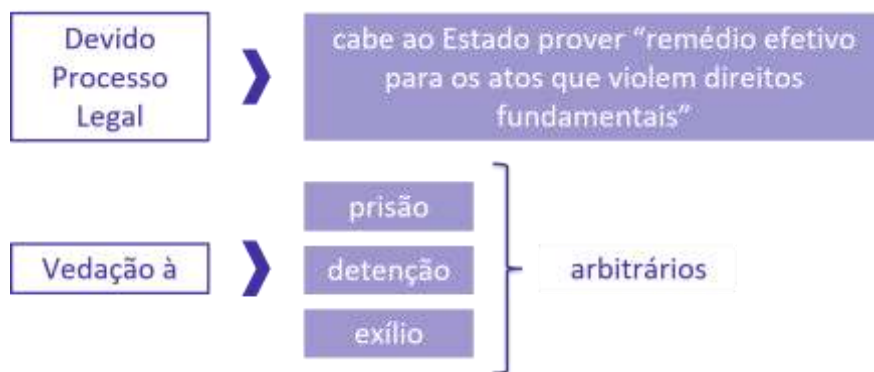 Devido
Processo
Legal
cabe ao Estado prover “remédio efetivo
para os atos que violem direitos
fundamentais”
Vedação à
prisão
detenção
exílio
arbitrários